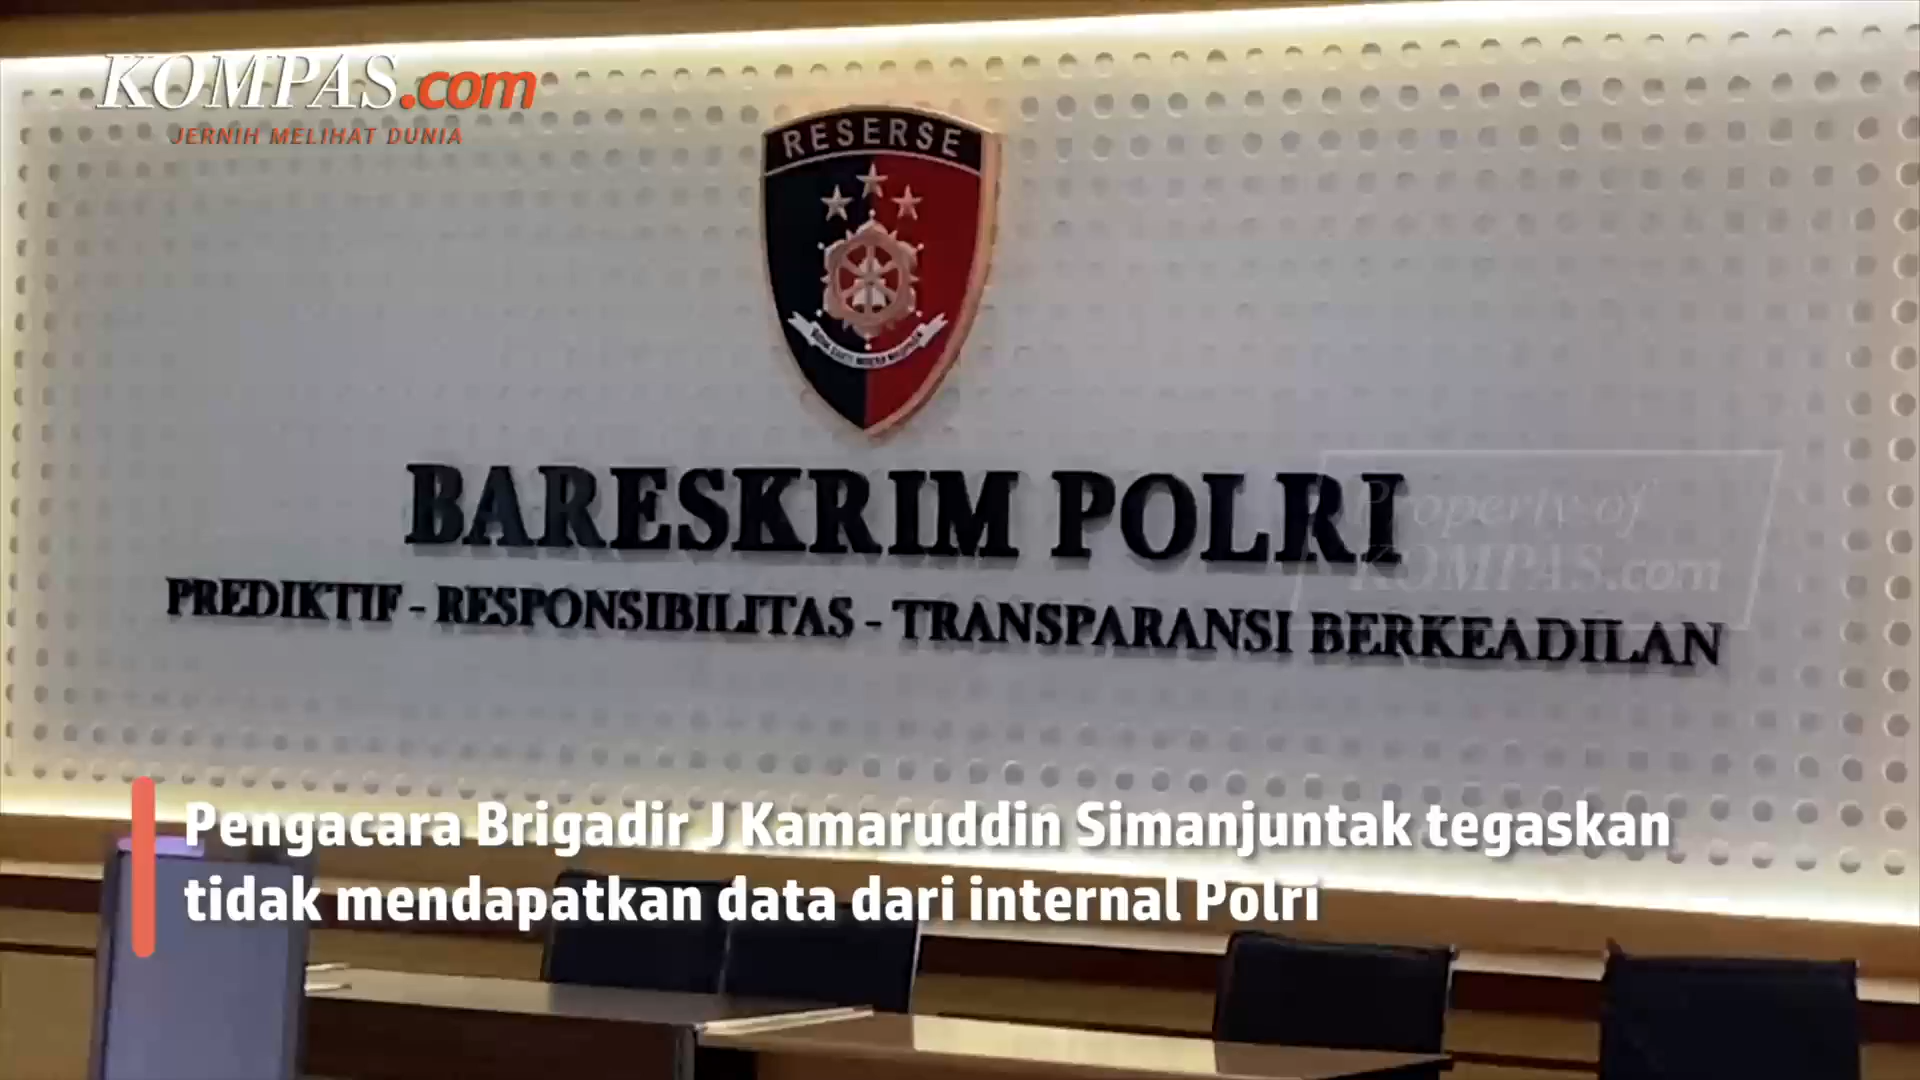 KOMPAS.com
JERNIH MELIHAT DUNIA
RESERSE
BARESKRIM POLRI
Property of
KOMPAS.com
PREDIKTIF - RESPONSIBILITAS - TRANSPARANSI BERKEADILAN
Pengacara Brigadir J Kamaruddin Simanjuntak tegaskan
tidak mendapatkan data dari internal Polri